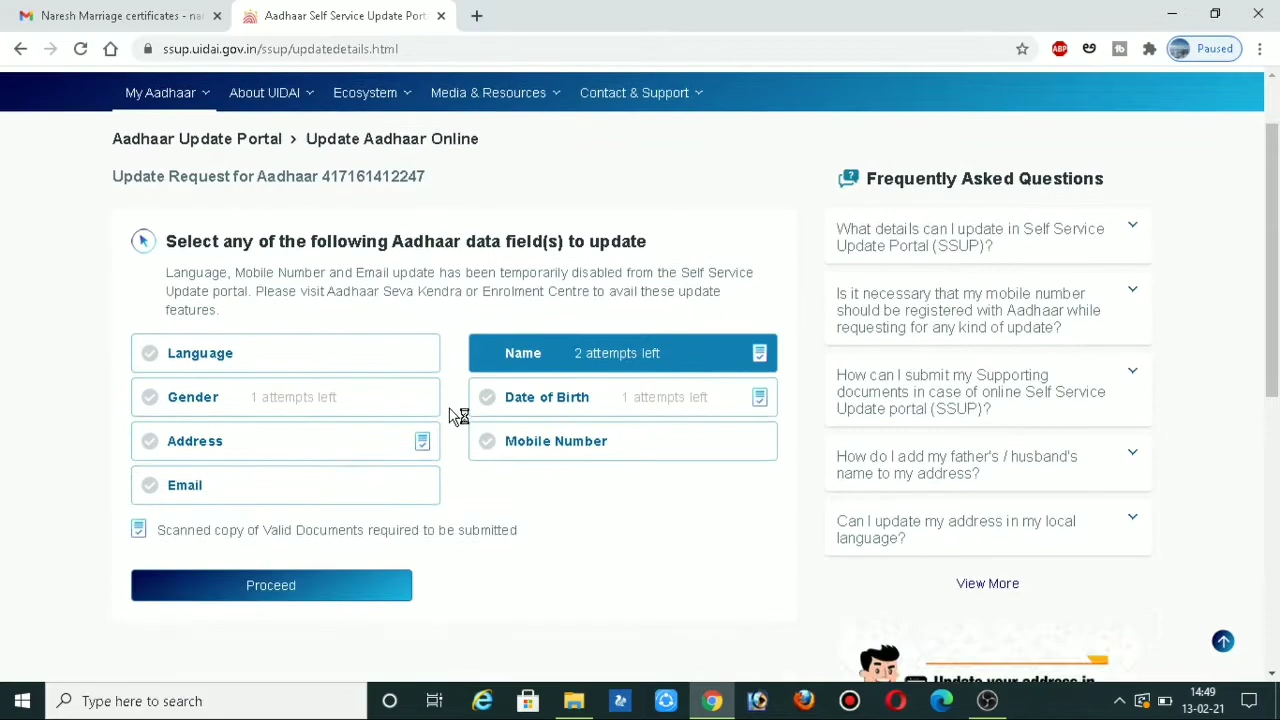 Naresh Marriage certificates - nar
Aadhaar Self Service Update Port
ssup.uidai.gov.in/ssup/updatedetails.html
ABP
Paused
My Aadhaar
About UIDAI
Ecosystem
Media & Resources
Contact & Support
Aadhaar Update Portal > Update Aadhaar Online
Update Request for Aadhaar 417161412247
Select any of the following Aadhaar data field(s) to update
Language, Mobile Number and Email update has been temporarily disabled from the Self Service
Update portal. Please visit Aadhaar Seva Kendra or Enrolment Centre to avail these update
features.
Language
Name 2 attempts left
Gender 1 attempts left
Date of Birth 1 attempts left
Address
Mobile Number
Email
Scanned copy of Valid Documents required to be submitted
Proceed
Frequently Asked Questions
What details can I update in Self Service
Update Portal (SSUP)?
Is it necessary that my mobile number
should be registered with Aadhaar while
requesting for any kind of update?
How can I submit my Supporting
documents in case of online Self Service
Update portal (SSUP)?
How do I add my father's / husband's
name to my address?
Can I update my address in my local
language?
View More
Update your address in
Type here to search
14:49
13-02-21